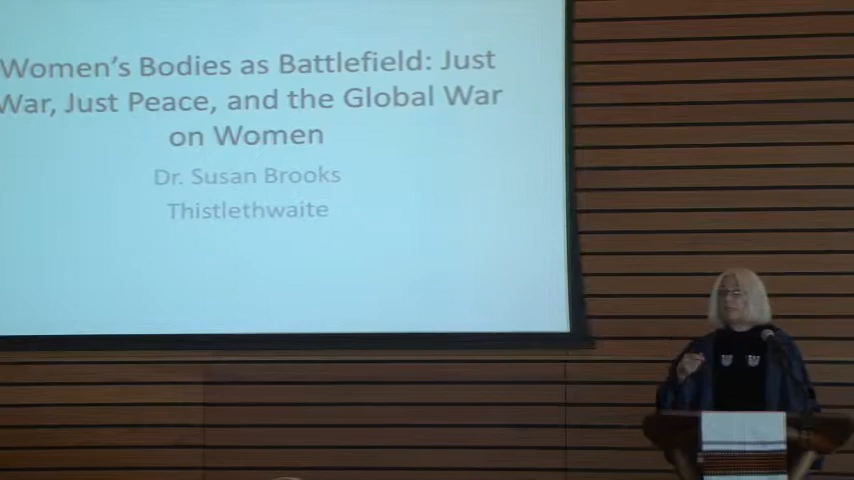 Women's Bodies as Battlefield: Just
War, Just Peace, and the Global War
on Women
Dr. Susan Brooks
Thistlethwaite